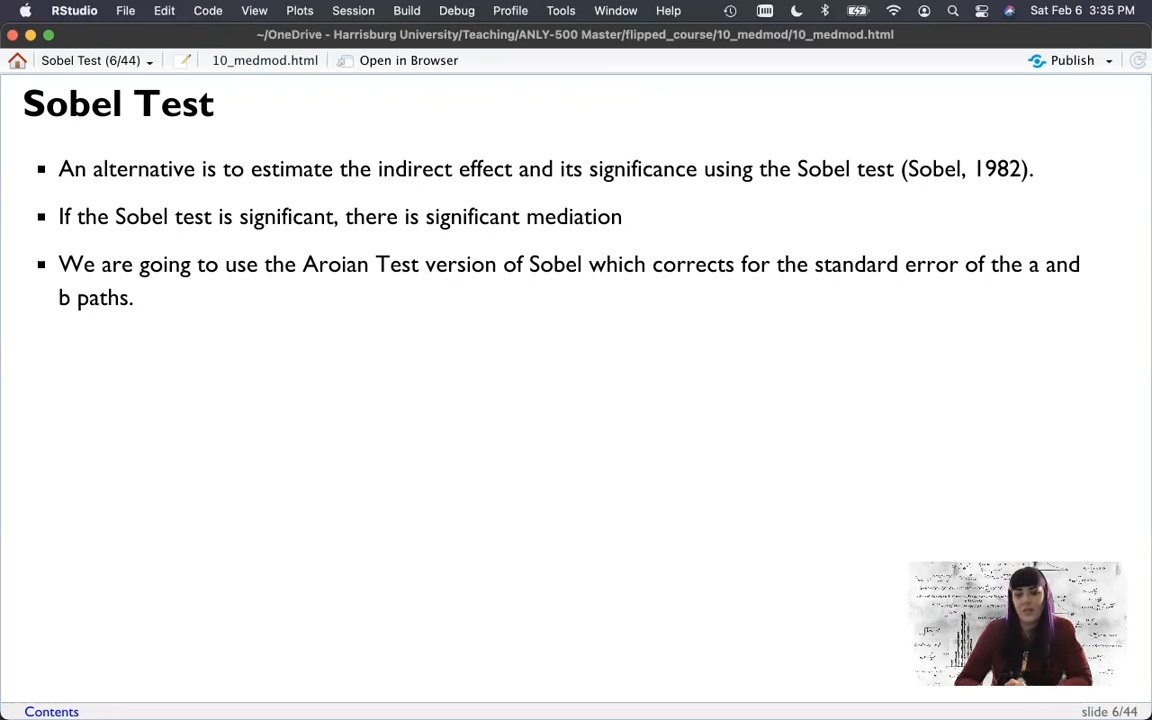 RStudio File Edit Code View Plots Session Build Debug Profile Tools Window Help Sat Feb 6 3:35 PM
~/OneDrive - Harrisburg University/Teaching/ANLY-500 Master/flipped_course/10_medmod/10_medmod.html
Sobel Test (6/44) 10_medmod.html Open in Browser Publish
Sobel Test
An alternative is to estimate the indirect effect and its significance using the Sobel test (Sobel, 1982).
If the Sobel test is significant, there is significant mediation
We are going to use the Aroian Test version of Sobel which corrects for the standard error of the a and
b paths.
Contents slide 6/44